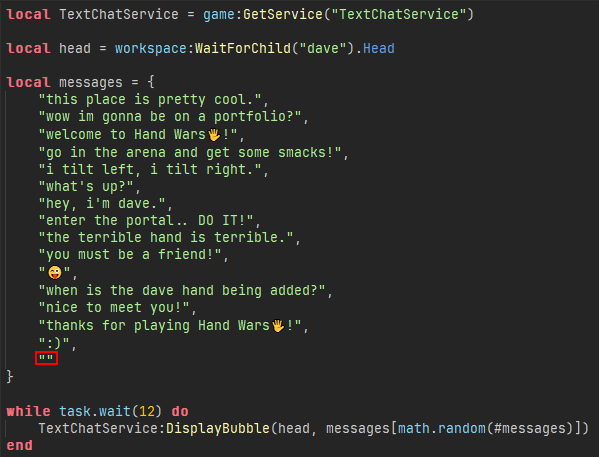 local TextChatService = game:GetService("TextChatService")
local head = workspace:WaitForChild("dave").Head
local messages = {
"this place is pretty cool.",
"wow im gonna be on a portfolio?",
"welcome to Hand Wars🖐!",
"go in the arena and get some smacks!",
"i tilt left, i tilt right.",
"what's up?",
"hey, i'm dave.",
"enter the portal.. DO IT!",
"the terrible hand is terrible.",
"you must be a friend!",
"😜",
"when is the dave hand being added?",
"nice to meet you!",
"thanks for playing Hand Wars🖐!",
":)",
""
}
while task.wait(12) do
TextChatService:DisplayBubble(head, messages[math.random(#messages)])
end